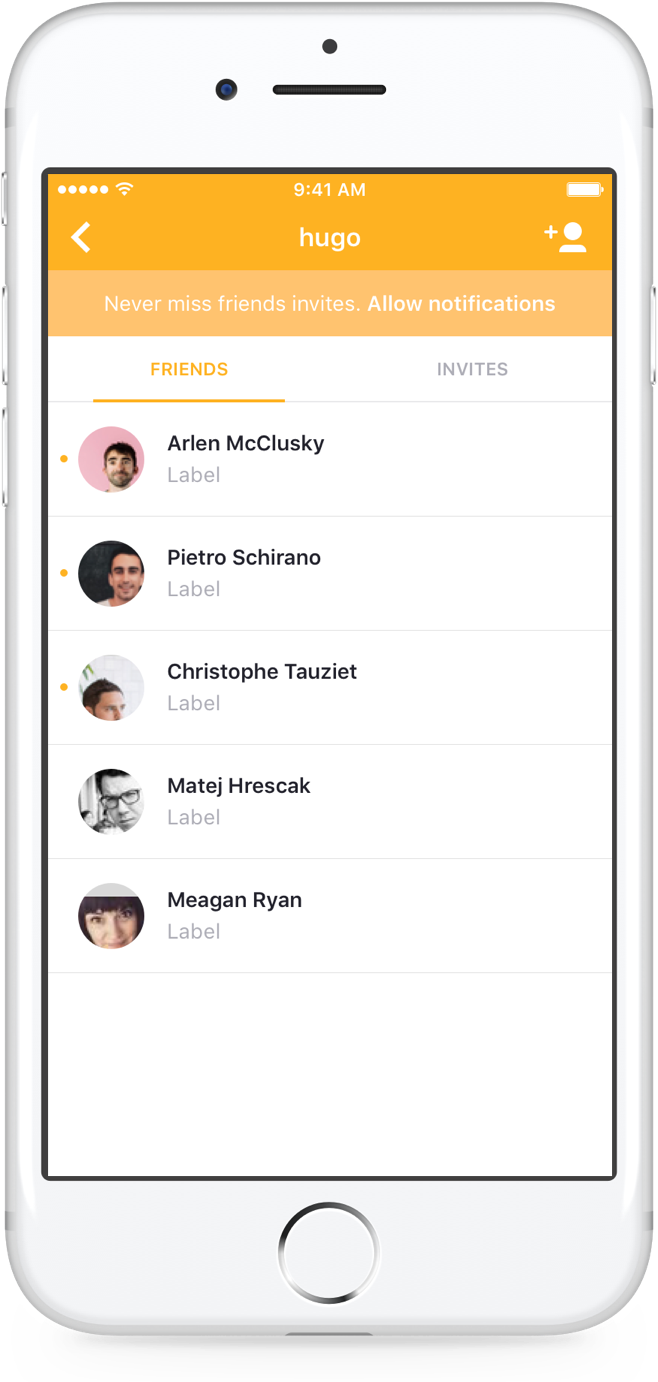 9:41 AM
hugo
Never miss friends invites. Allow notifications
FRIENDS INVITES
Arlen McClusky
Label
Pietro Schirano
Label
Christophe Tauziet
Label
Matej Hrescak
Label
Meagan Ryan
Label